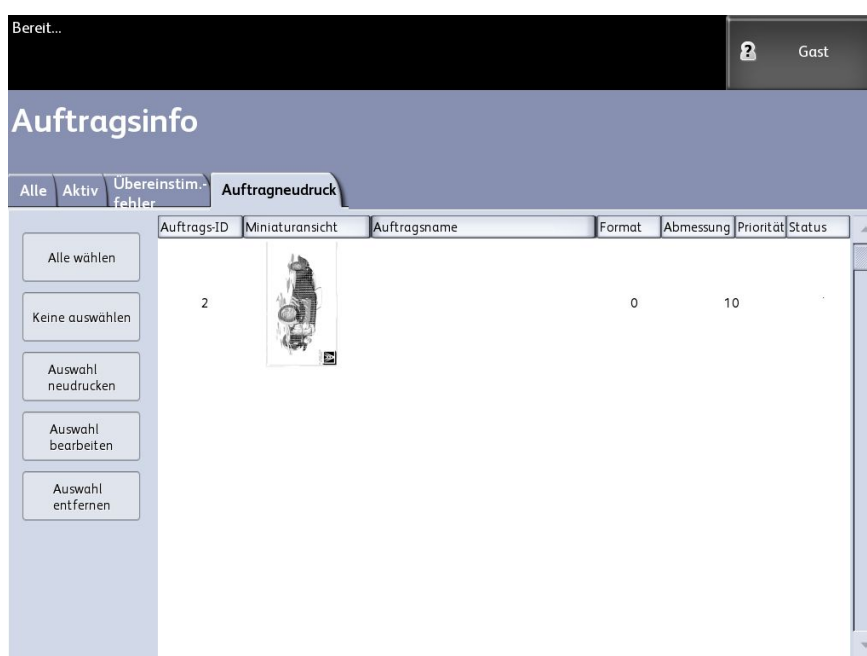 Bereit...
Gast
Auftragsinfo
Alle
Aktiv
Übereinstim.-
fehler
Auftragneudruck
Auftrags-ID Miniaturansicht Auftragsname Format Abmessung Priorität Status
Alle wählen
Keine auswählen
Auswahl
neudrucken
Auswahl
bearbeiten
Auswahl
entfernen
2 0 10